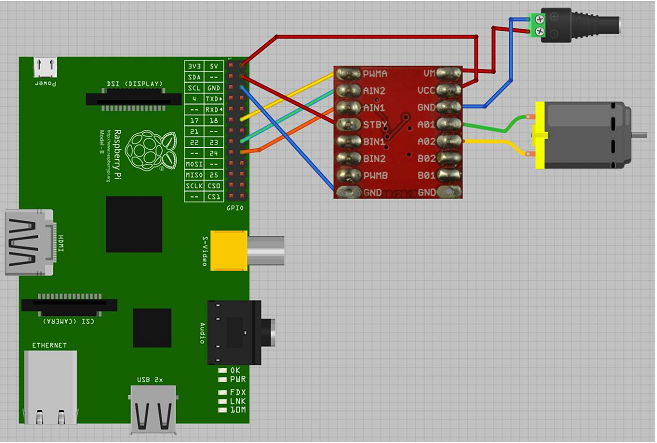 Power
DSI (DISPLAY)
3V3 5V
SDA --
SCL GND
4 TXD+
-- RXD+
17 18
21 --
22 23
-- 24
MOSI --
MISO 25
SCLK CS0
-- CS1
GPIO
Raspberry Pi
Model - B
HDMI
S-Video
CSI (CAMERA)
Audio
ETHERNET
USB 2x
OK
PWR
FDX
LNK
10M
PWMA VM
AIN2 VCC
AIN1 GND
STBY A01
BIN1 A02
BIN2 B02
PWMB B01
GND GND